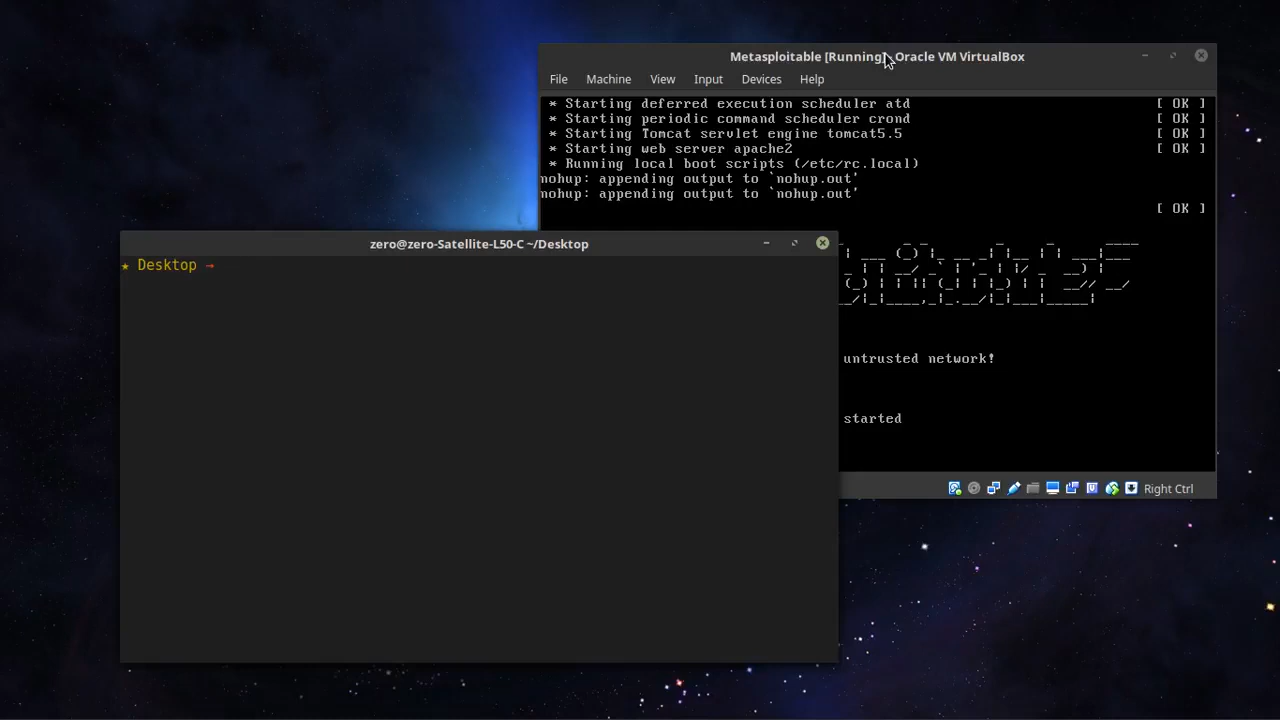 Metasploitable [Running] - Oracle VM VirtualBox
File Machine View Input Devices Help
* Starting deferred execution scheduler atd [ OK ]
* Starting periodic command scheduler crond [ OK ]
* Starting Tomcat servlet engine tomcat5.5 [ OK ]
* Starting web server apache2 [ OK ]
* Running local boot scripts (/etc/rc.local)
nohup: appending output to `nohup.out'
nohup: appending output to `nohup.out'
[ OK ]
untrusted network!
started
Right Ctrl
zero@zero-Satellite-L50-C ~/Desktop
★ Desktop →